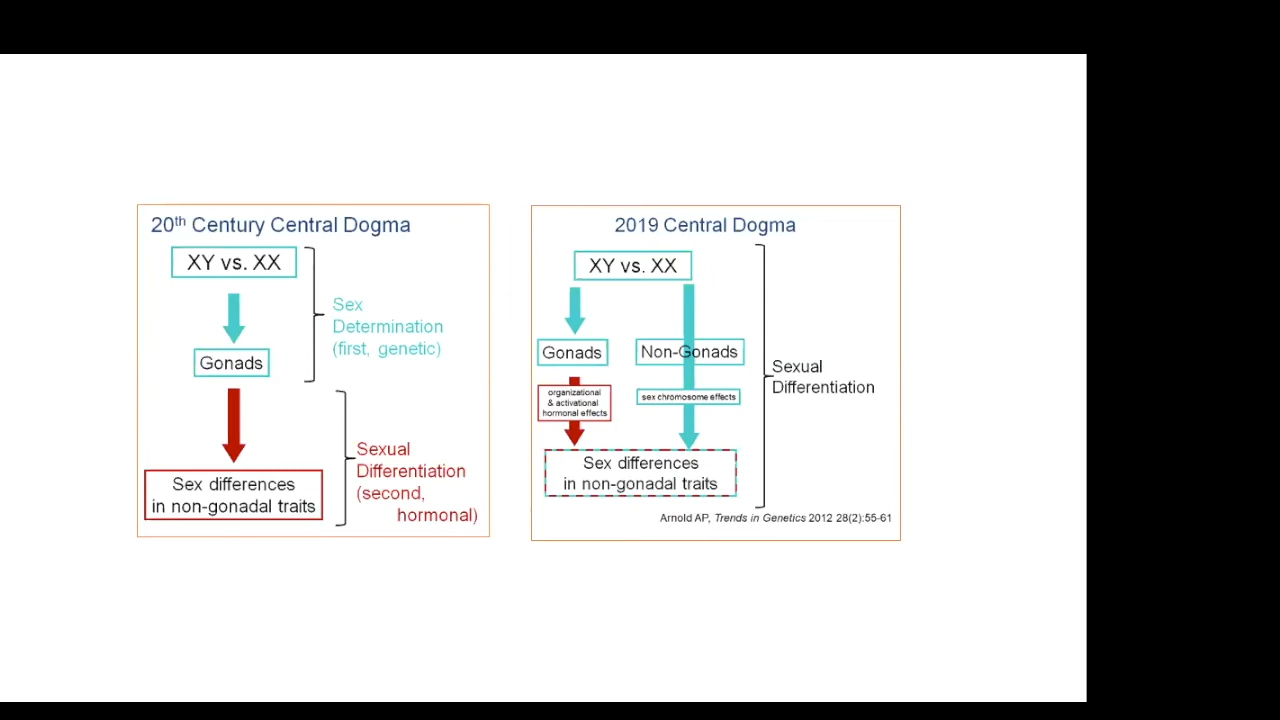 20th Century Central Dogma
XY vs. XX
Sex
Determination
(first, genetic)
Gonads
Sexual
Differentiation
(second,
hormonal)
Sex differences
in non-gonadal traits
2019 Central Dogma
XY vs. XX
Gonads
Non-Gonads
organizational
& activational
hormonal effects
sex chromosome effects
Sexual
Differentiation
Sex differences
in non-gonadal traits
Arnold AP, Trends in Genetics 2012 28(2):55-61